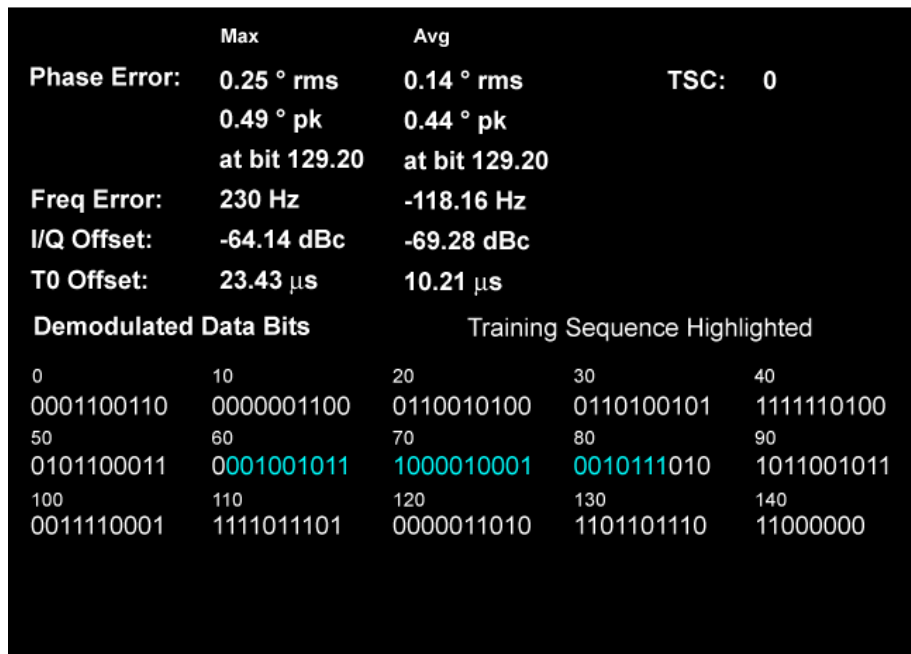 Max Avg
Phase Error: 0.25 ° rms 0.14 ° rms TSC: 0
0.49 ° pk 0.44 ° pk
at bit 129.20 at bit 129.20
Freq Error: 230 Hz -118.16 Hz
I/Q Offset: -64.14 dBc -69.28 dBc
T0 Offset: 23.43 μs 10.21 μs
Demodulated Data Bits Training Sequence Highlighted
0 10 20 30 40
0001100110 0000001100 0110010100 0110100101 1111110100
50 60 70 80 90
0101100011 0001001011 1000010001 0010111010 1011001011
100 110 120 130 140
0011110001 1111011101 0000011010 1101101110 11000000